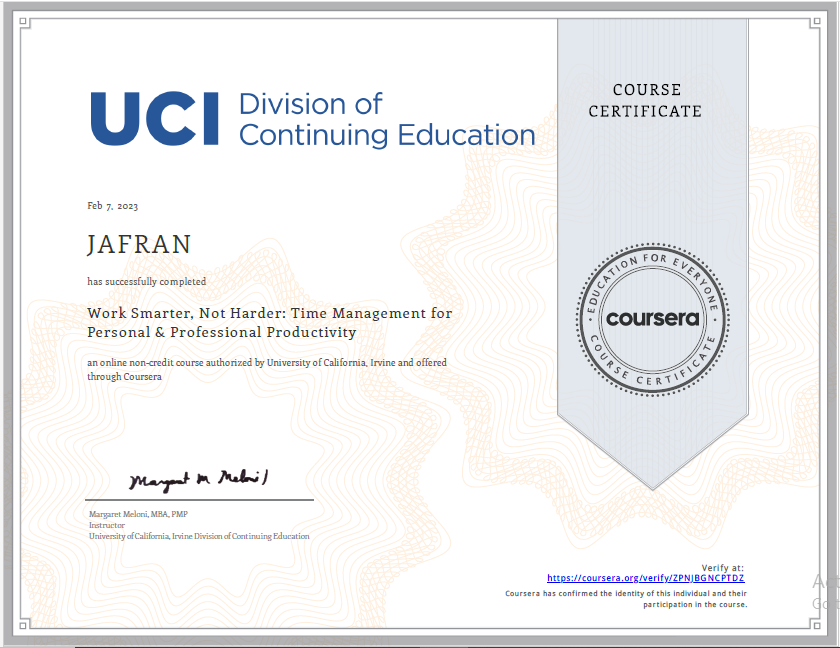 UCI Division of
Continuing Education
COURSE
CERTIFICATE
Feb 7, 2023
JAFRAN
has successfully completed
Work Smarter, Not Harder: Time Management for
Personal & Professional Productivity
an online non-credit course authorized by University of California, Irvine and offered
through Coursera
EDUCATION FOR EVERYONE
coursera
COURSE CERTIFICATE
Margaret M Meloni
Margaret Meloni, MBA, PMP
Instructor
University of California, Irvine Division of Continuing Education
Verify at:
https://coursera.org/verify/ZPNJBGNCPTDZ
Coursera has confirmed the identity of this individual and their
participation in the course.